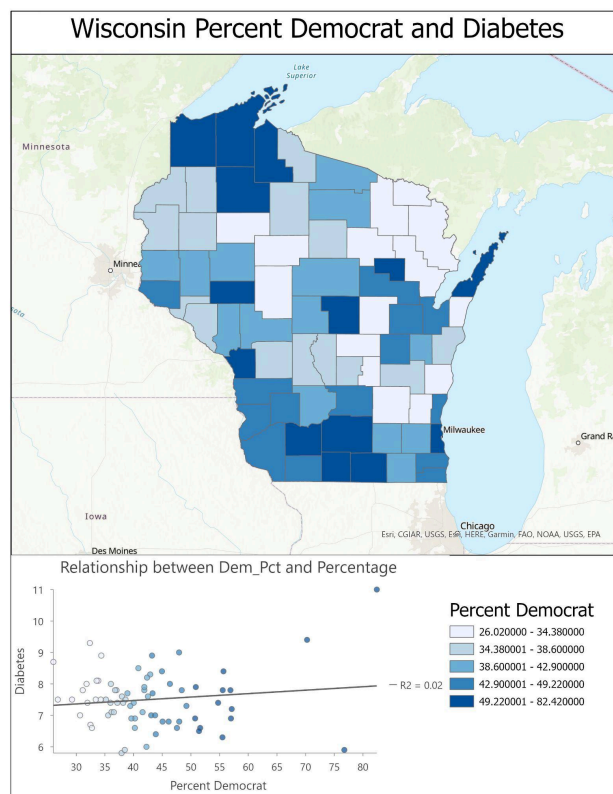 Wisconsin Percent Democrat and Diabetes
Lake
Superior
Minnesota
Minne
Milwaukee
Grand Ra
Iowa
Chicago
Esri, CGIAR, USGS, Esri, HERE, Garmin, FAO, NOAA, USGS, EPA
Des Moines
Relationship between Dem_Pct and Percentage
11
10
9
8
7
6
Diabetes
R2 = 0.02
30 35 40 45 50 55 60 65 70 75 80
Percent Democrat
Percent Democrat
26.020000 - 34.380000
34.380001 - 38.600000
38.600001 - 42.900000
42.900001 - 49.220000
49.220001 - 82.420000